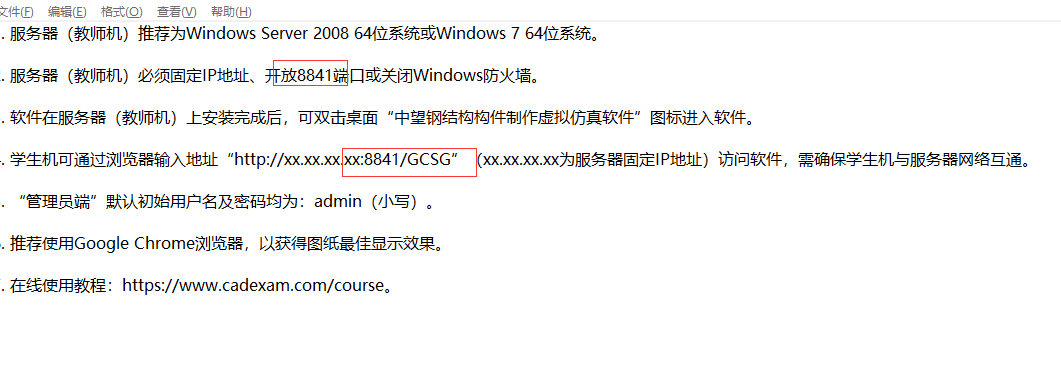 文件(F) 编辑(E) 格式(O) 查看(V) 帮助(H)
. 服务器（教师机）推荐为Windows Server 2008 64位系统或Windows 7 64位系统。
. 服务器（教师机）必须固定IP地址、开放8841端口或关闭Windows防火墙。
. 软件在服务器（教师机）上安装完成后，可双击桌面“中望钢结构构件制作虚拟仿真软件”图标进入软件。
. 学生机可通过浏览器输入地址“http://xx.xx.xx.xx:8841/GCSG”（xx.xx.xx.xx为服务器固定IP地址）访问软件，需确保学生机与服务器网络互通。
. “管理员端”默认初始用户名及密码均为：admin（小写）。
. 推荐使用Google Chrome浏览器，以获得图纸最佳显示效果。
. 在线使用教程：https://www.cadexam.com/course。